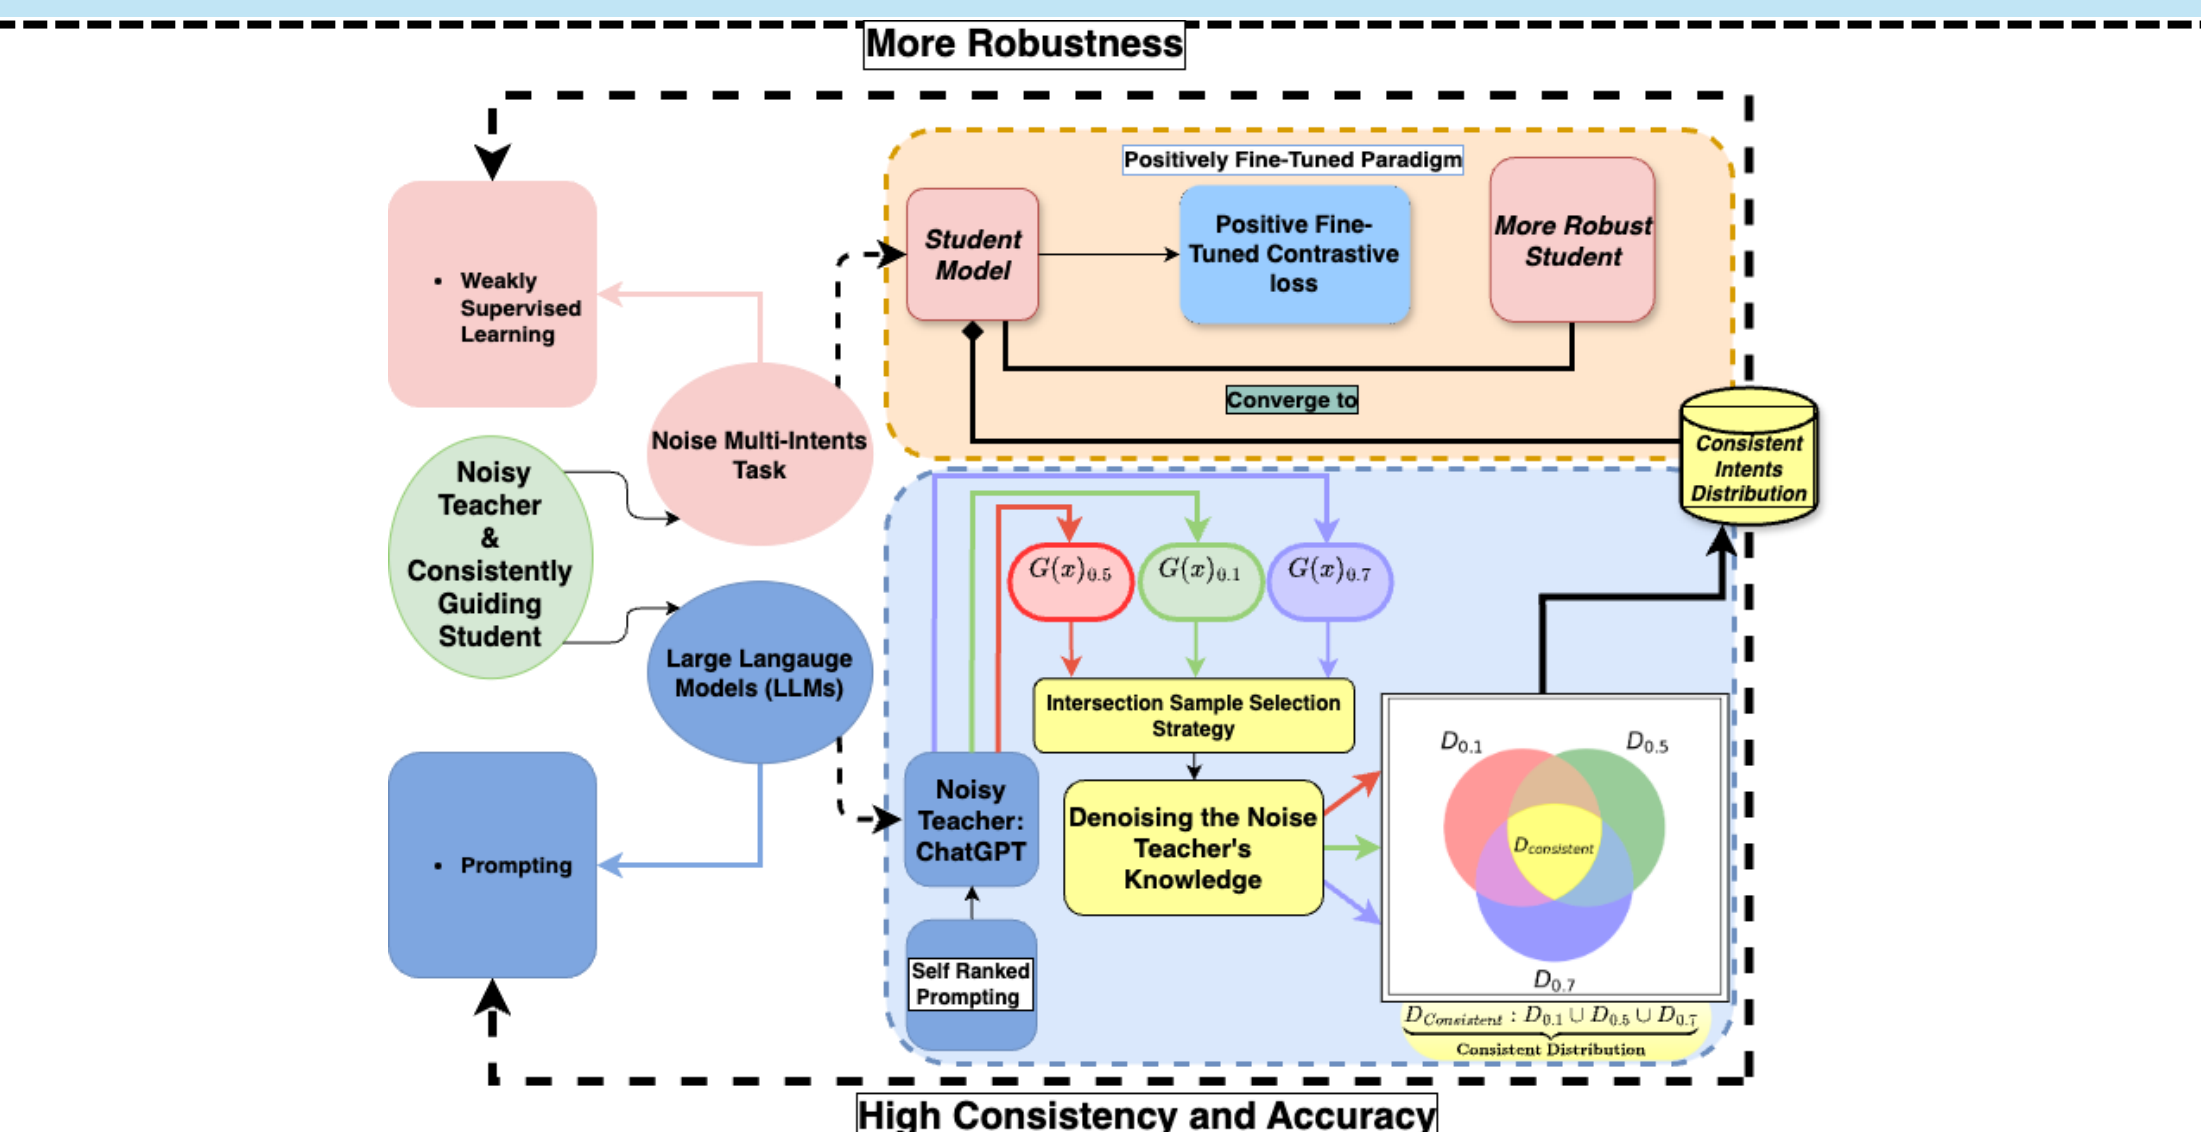 More Robustness
Positively Fine-Tuned Paradigm
Student
Model
Positive Fine-
Tuned Contrastive
loss
More Robust
Student
• Weakly
Supervised
Learning
Converge to
Noise Multi-Intents
Task
Consistent
Intents
Distribution
Noisy
Teacher
&
Consistently
Guiding
Student
G(x)0.5
G(x)0.1
G(x)0.7
Large Langauge
Models (LLMs)
Intersection Sample Selection
Strategy
Noisy
Teacher:
ChatGPT
Denoising the Noise
Teacher's
Knowledge
D0.1
D0.5
Dconsistent
D0.7
• Prompting
Self Ranked
Prompting
DConsistent : D0.1 ∪ D0.5 ∪ D0.7
Consistent Distribution
High Consistency and Accuracy